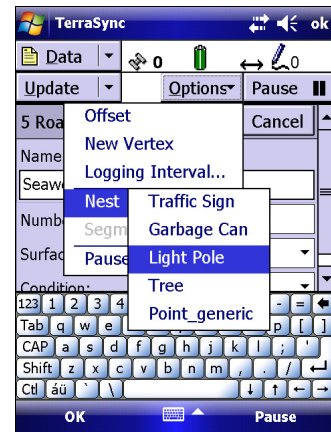 TerraSync ok
Data 0 0
Update Options Pause
5 Roa Cancel
Offset
New Vertex
Name
Logging Interval...
Seawe
Nest Traffic Sign
Numb
Segm Garbage Can
Surfac
Pause Light Pole
Condition:
Tree
Point_generic
123 1 2 3 4 - =
Tab q w e p [ ]
CAP a s d f g h j k l ; '
Shift z x c v b n m , . /
Ctl áü ` \
OK Pause